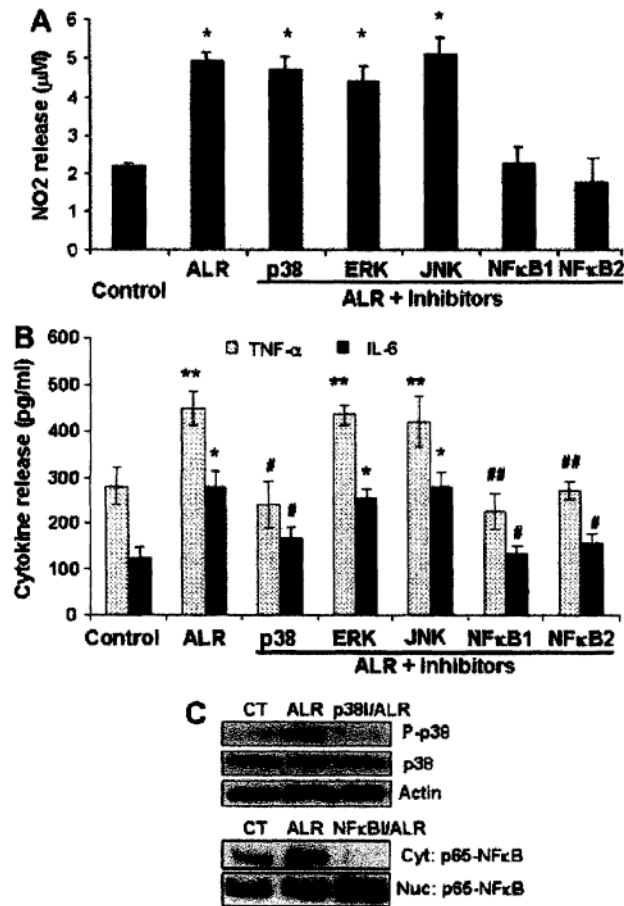 A
NO2 release (µM)
6
5
4
3
2
1
0
* * * *
Control ALR p38 ERK JNK NFκB1 NFκB2
ALR + Inhibitors
B
Cytokine release (pg/ml)
600
500
400
300
200
100
0
TNF-α IL-6
** * # # ** * ** * ## # ## #
Control ALR p38 ERK JNK NFκB1 NFκB2
ALR + Inhibitors
C
CT ALR p38I/ALR
P-p38
p38
Actin
CT ALR NFκBI/ALR
Cyt: p65-NFκB
Nuc: p65-NFκB